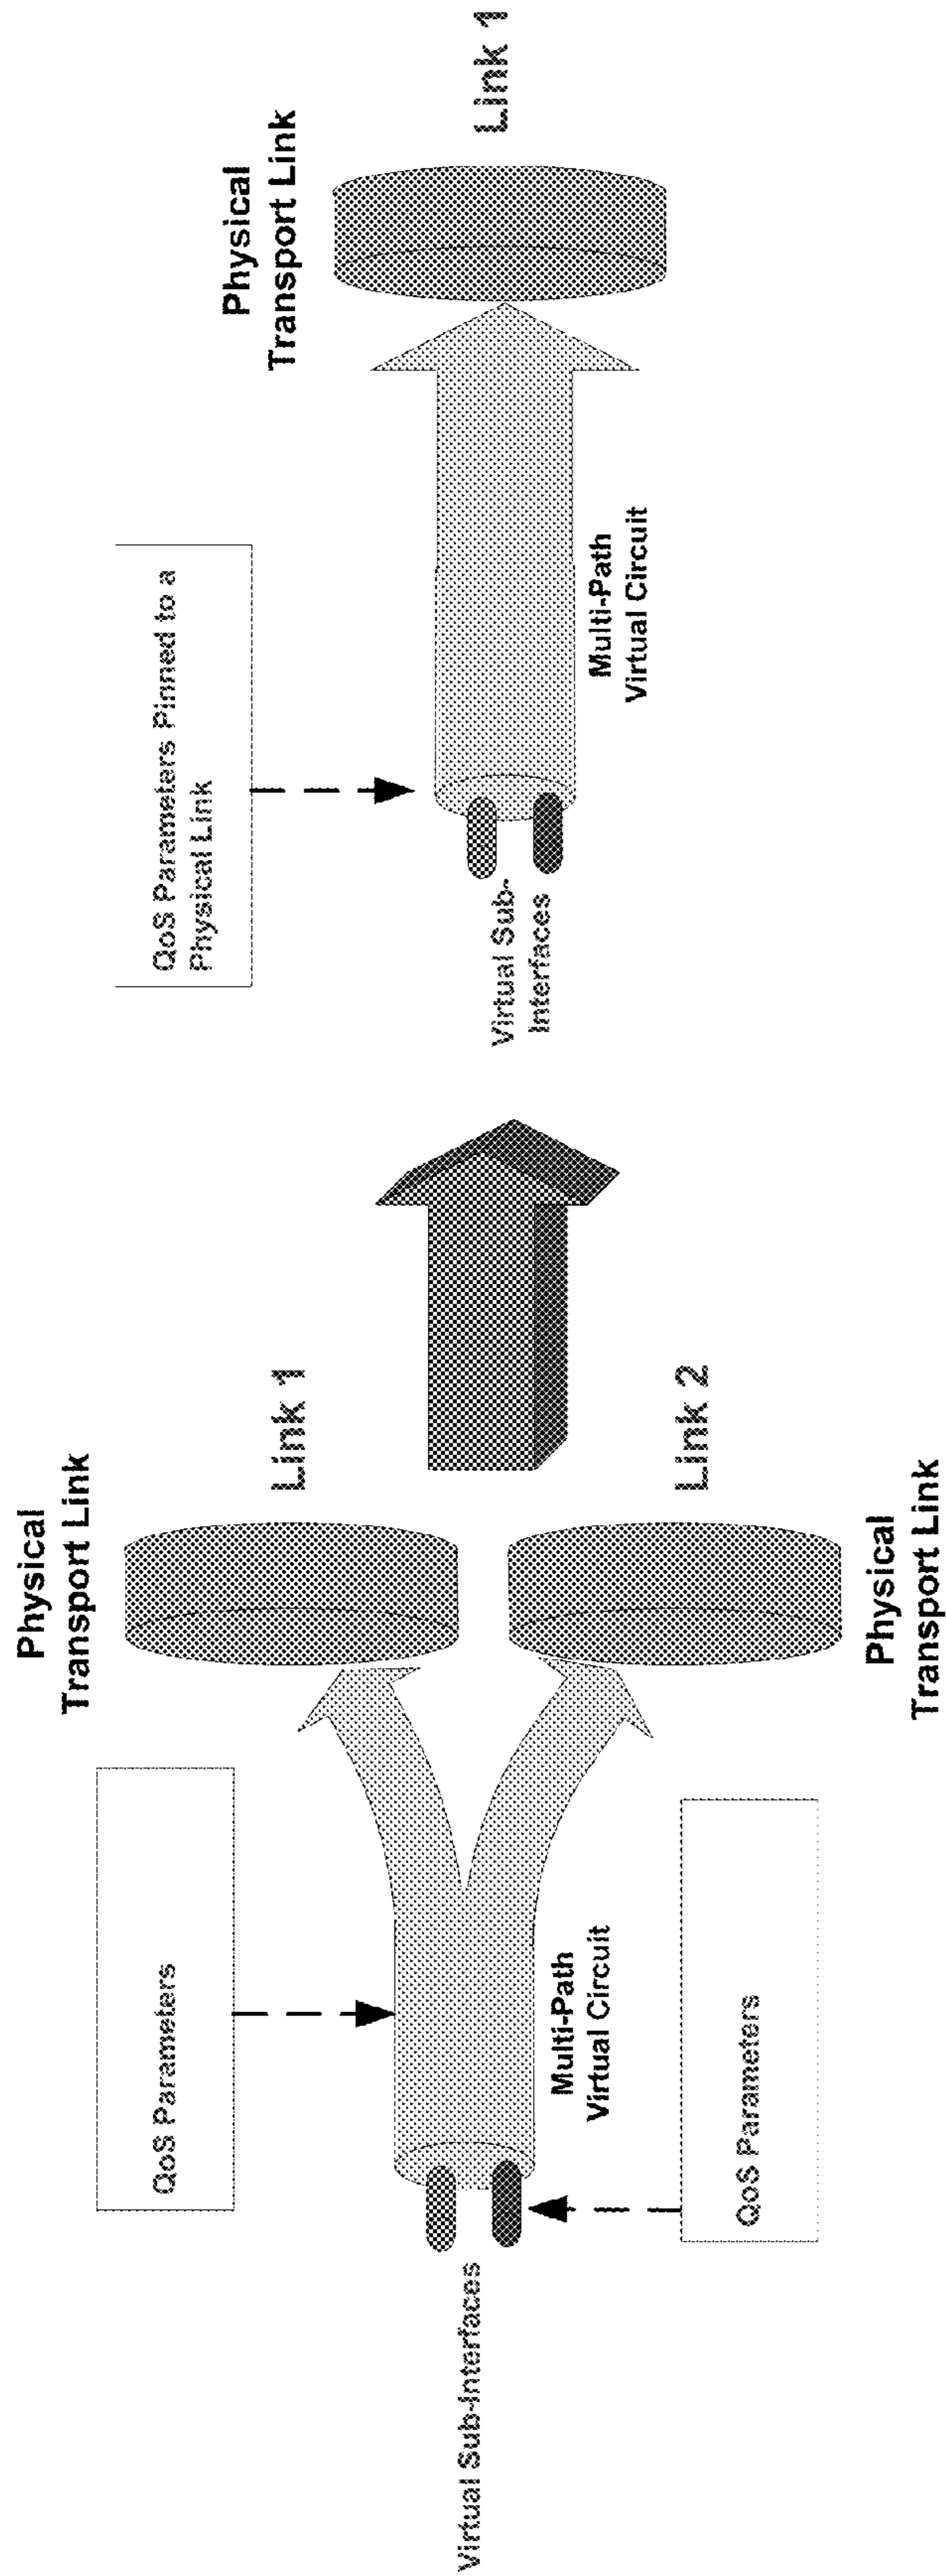 Virtual Sub-Interfaces
QoS Parameters
QoS Parameters
Multi-Path
Virtual Circuit
Physical
Transport Link
Link 1
Link 2
Physical
Transport Link
QoS Parameters Pinned to a
Physical Link
Virtual Sub-
Interfaces
Multi-Path
Virtual Circuit
Physical
Transport Link
Link 1